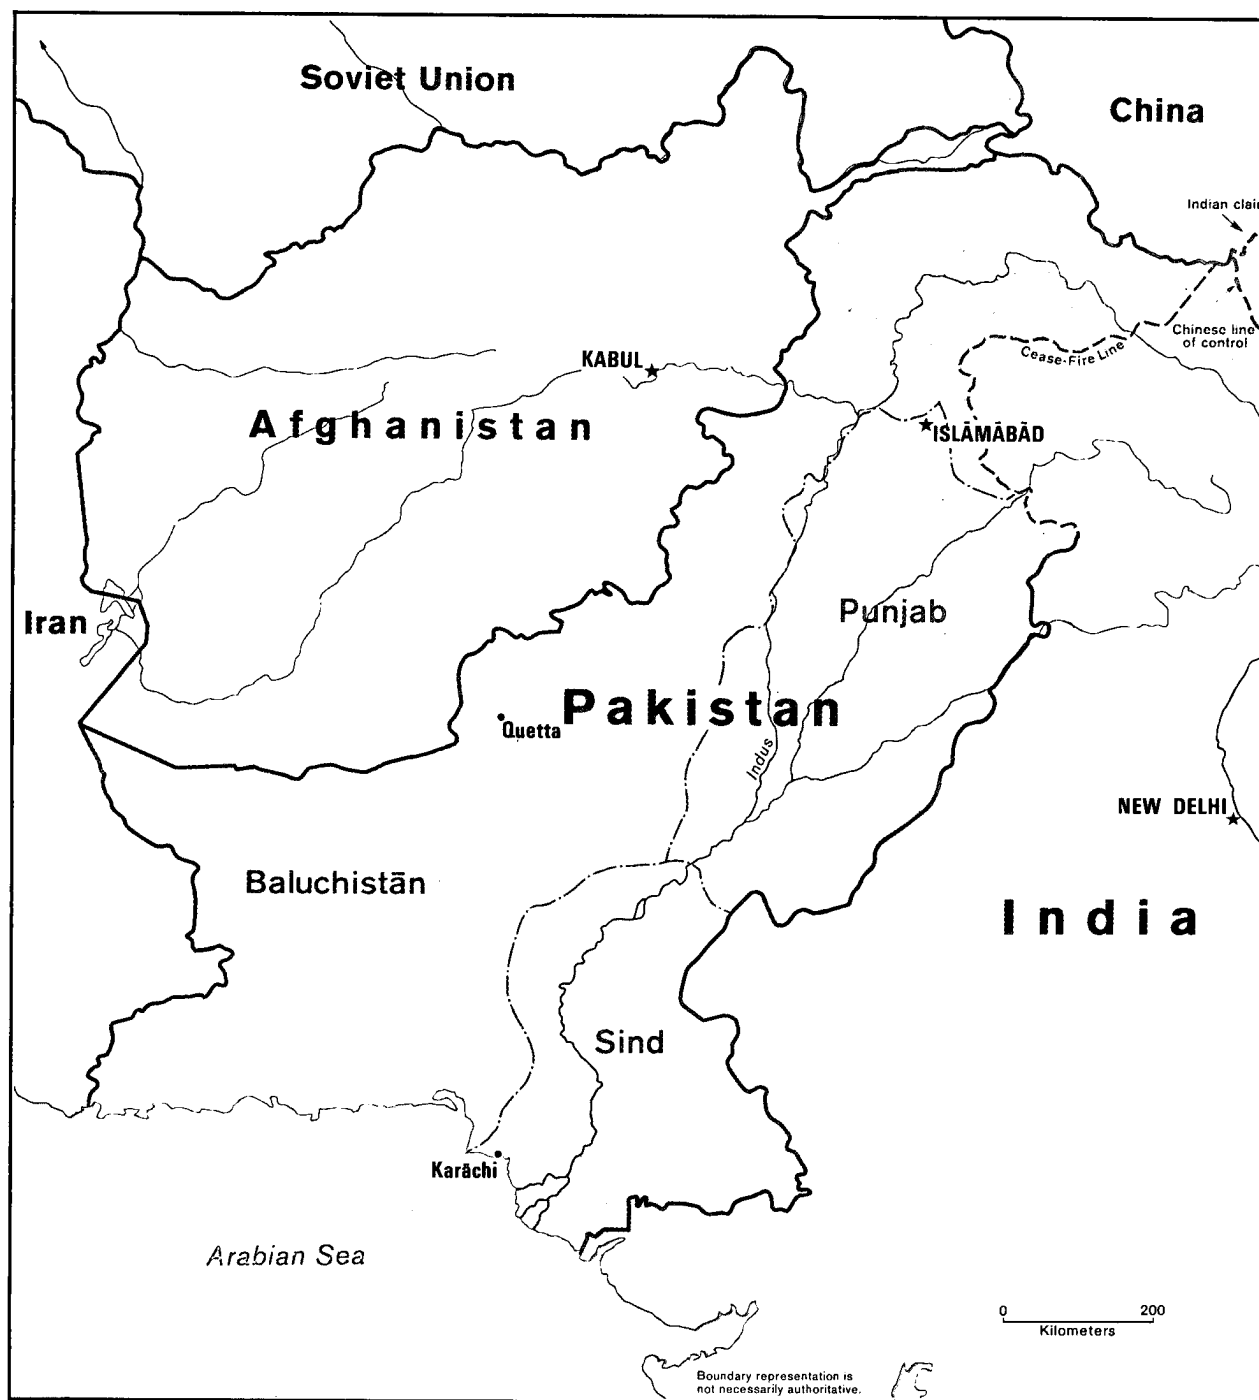 Soviet Union
China
Indian clai
Chinese line
of control
Cease-Fire Line
KABUL
Afghanistan
ISLĀMĀBĀD
Iran
Punjab
Pakistan
Quetta
Indus
NEW DELHI
Baluchistān
India
Sind
Karāchi
Arabian Sea
0 200
Kilometers
Boundary representation is
not necessarily authoritative.